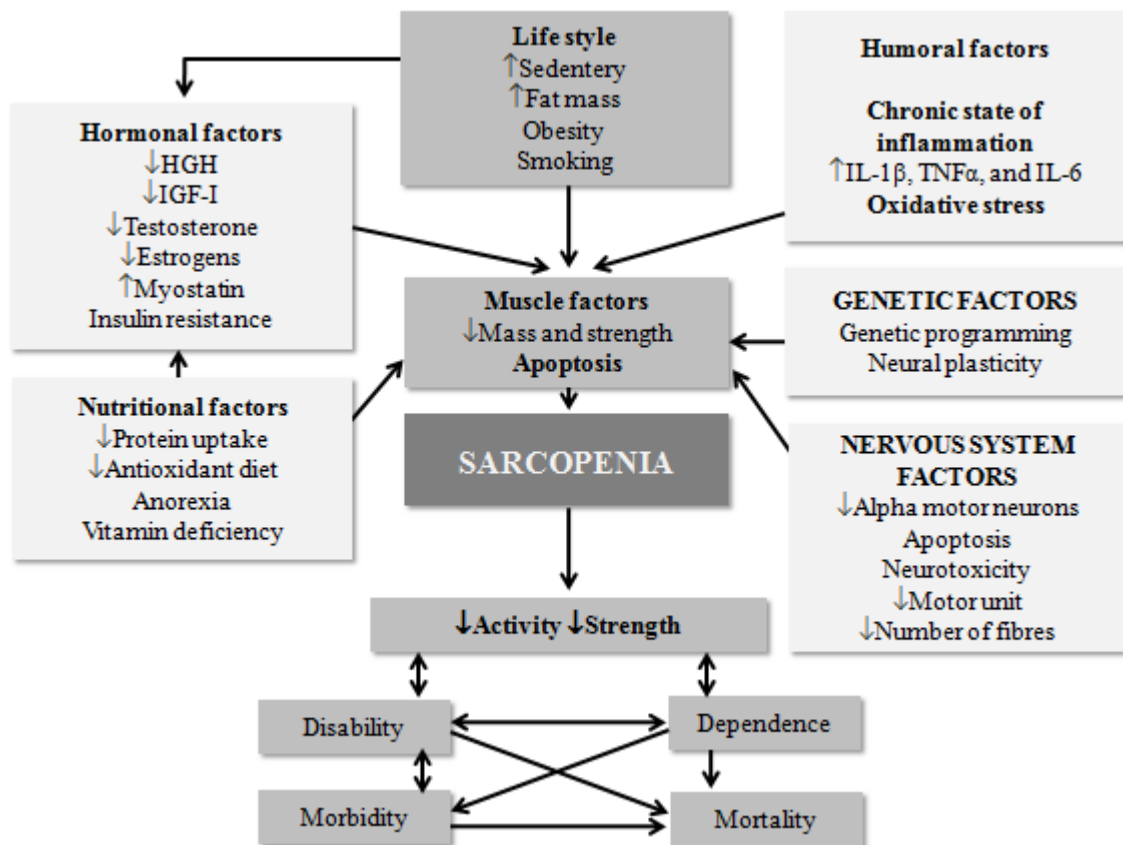 Life style
↑Sedentery
↑Fat mass
Obesity
Smoking
Humoral factors
Chronic state of
inflammation
↑IL-1β, TNFα, and IL-6
Oxidative stress
Hormonal factors
↓HGH
↓IGF-I
↓Testosterone
↓Estrogens
↑Myostatin
Insulin resistance
Muscle factors
↓Mass and strength
Apoptosis
GENETIC FACTORS
Genetic programming
Neural plasticity
Nutritional factors
↓Protein uptake
↓Antioxidant diet
Anorexia
Vitamin deficiency
SARCOPENIA
NERVOUS SYSTEM
FACTORS
↓Alpha motor neurons
Apoptosis
Neurotoxicity
↓Motor unit
↓Number of fibres
↓Activity ↓Strength
Disability
Dependence
Morbidity
Mortality